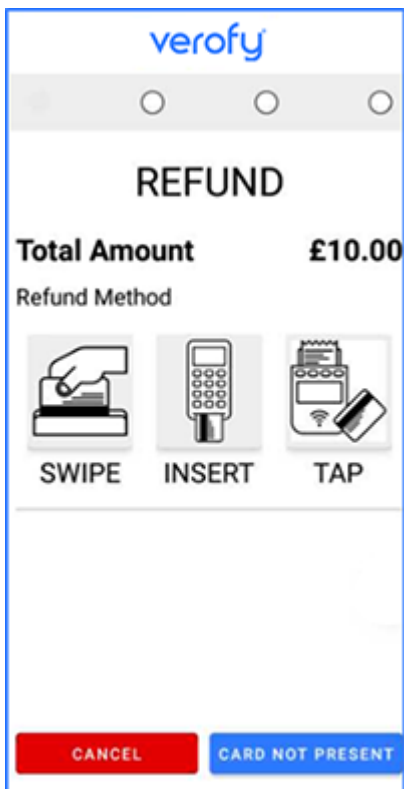 verofy
REFUND
Total Amount £10.00
Refund Method
SWIPE INSERT TAP
CANCEL CARD NOT PRESENT